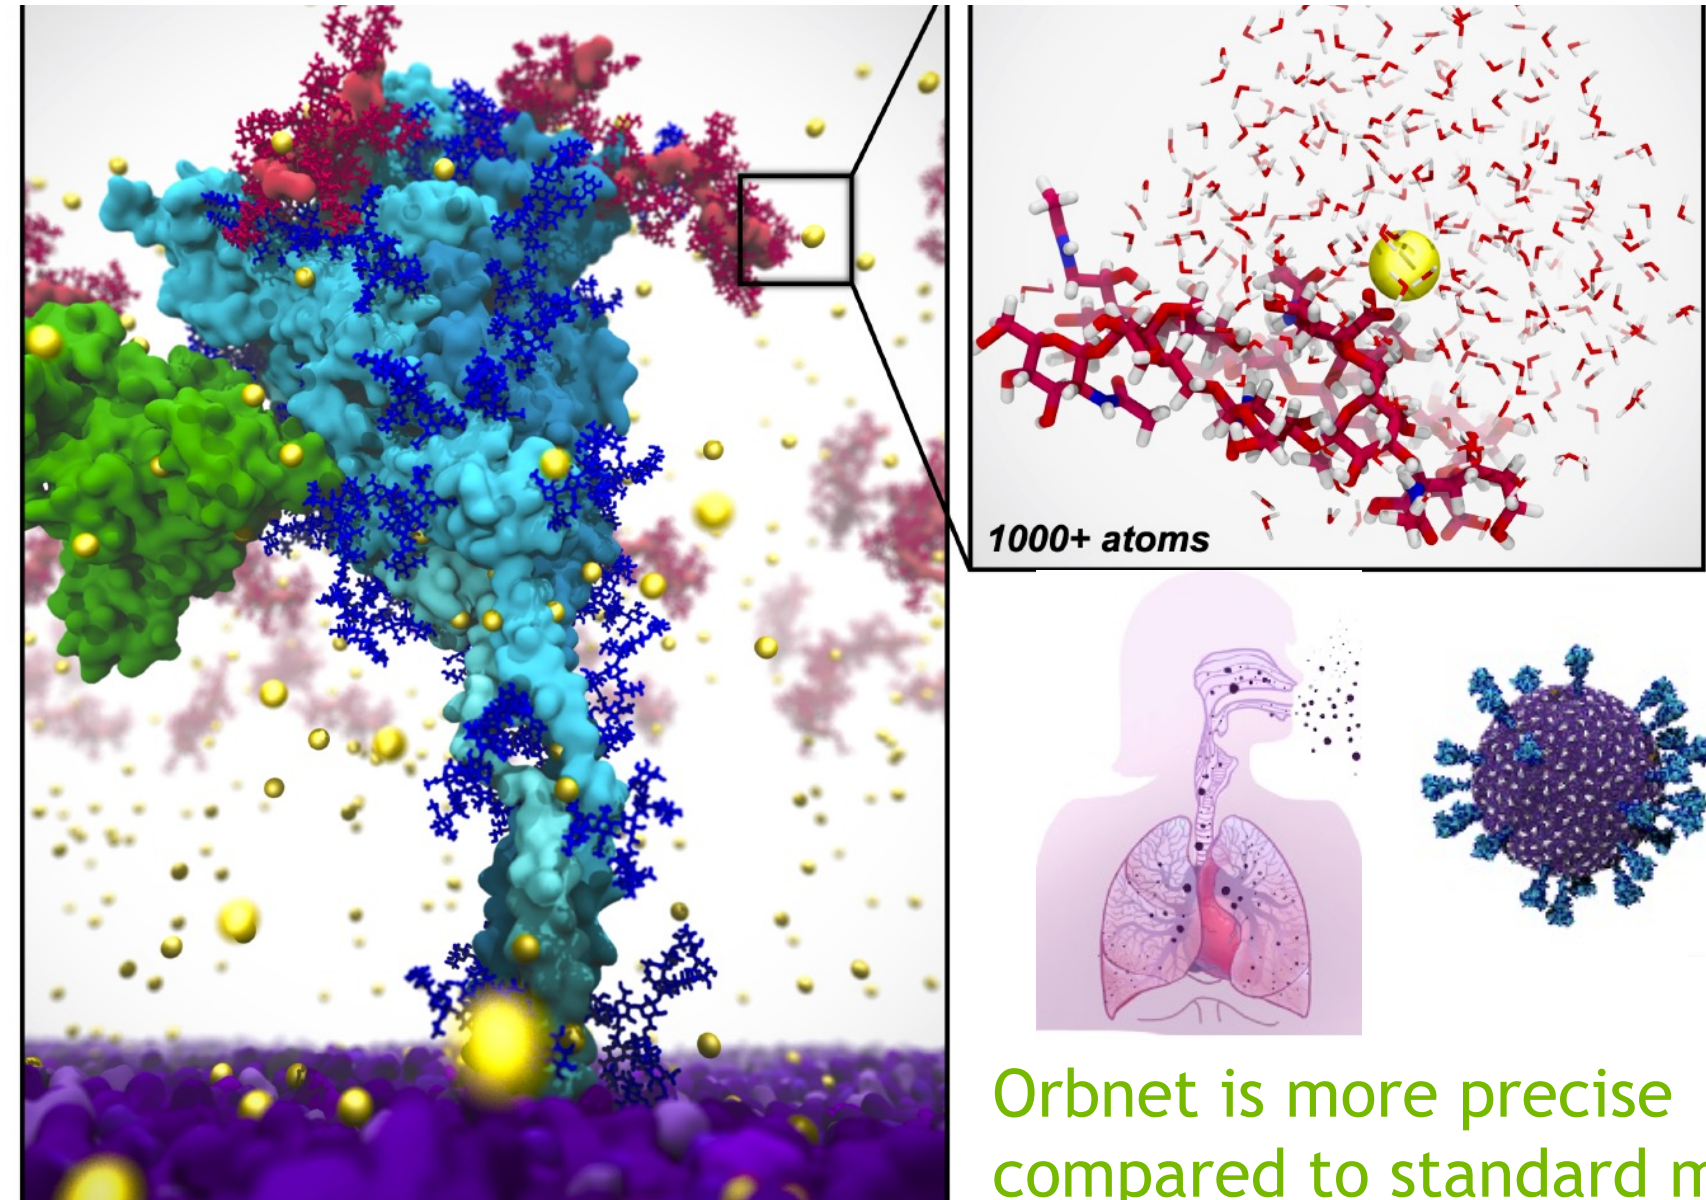 1000+ atoms
Orbnet is more precise
compared to standard